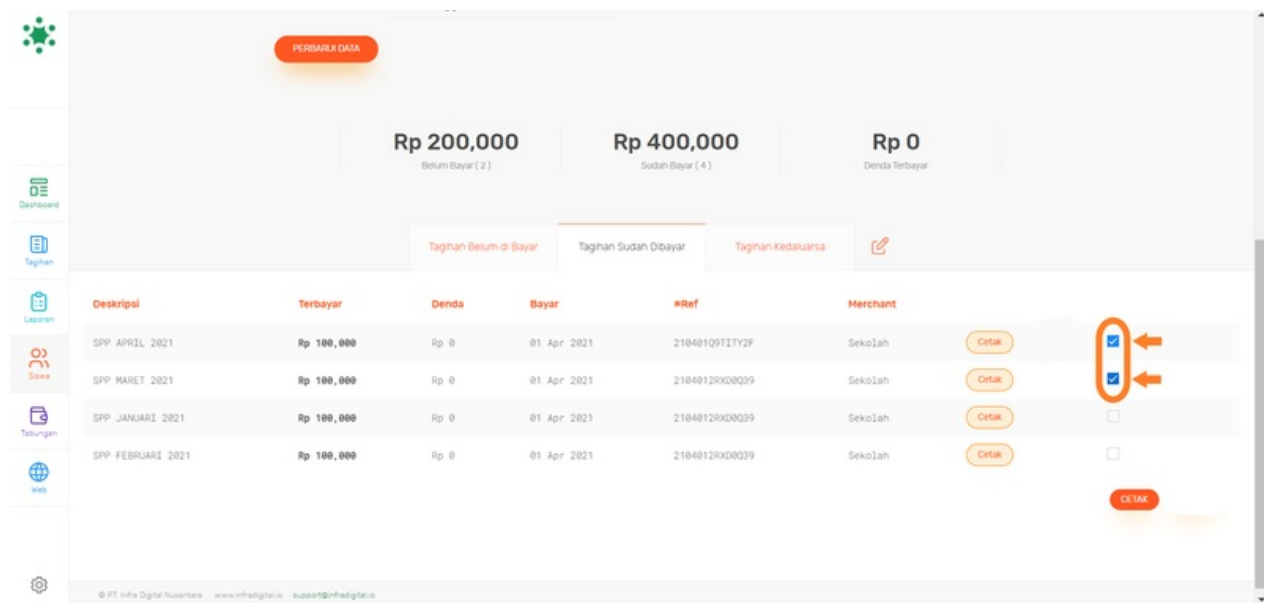 PERBARUI DATA
Rp 200,000 Rp 400,000 Rp 0
Belum Bayar ( 2 ) Sudah Bayar ( 4 ) Denda Terbayar
Dashboard
Tagihan Belum di Bayar Tagihan Sudah Dibayar Tagihan Kedaluarsa
Tagihan
Deskripsi Terbayar Denda Bayar #Ref Merchant
Laporan
SPP APRIL 2021 Rp 100,000 Rp 0 01 Apr 2021 210401Q9TITY2F Sekolah Cetak
Siswa
SPP MARET 2021 Rp 100,000 Rp 0 01 Apr 2021 2104012RXD0Q39 Sekolah Cetak
SPP JANUARI 2021 Rp 100,000 Rp 0 01 Apr 2021 2104012RXD0Q39 Sekolah Cetak
Tabungan
SPP FEBRUARI 2021 Rp 100,000 Rp 0 01 Apr 2021 2104012RXD0Q39 Sekolah Cetak
Web
CETAK
© PT. Infra Digital Nusantara www.infradigital.io support@infradigital.io